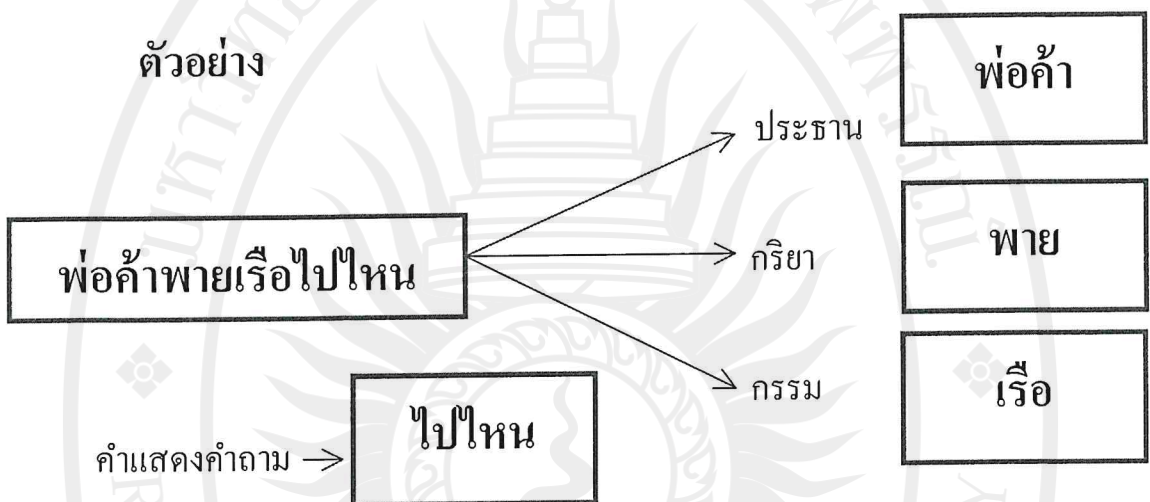 ตัวอย่าง
พ่อค้า
ประธาน
พ่อค้าพายเรือไปไหน
กริยา
พาย
กรรม
เรือ
คำแสดงคำถาม
ไปไหน